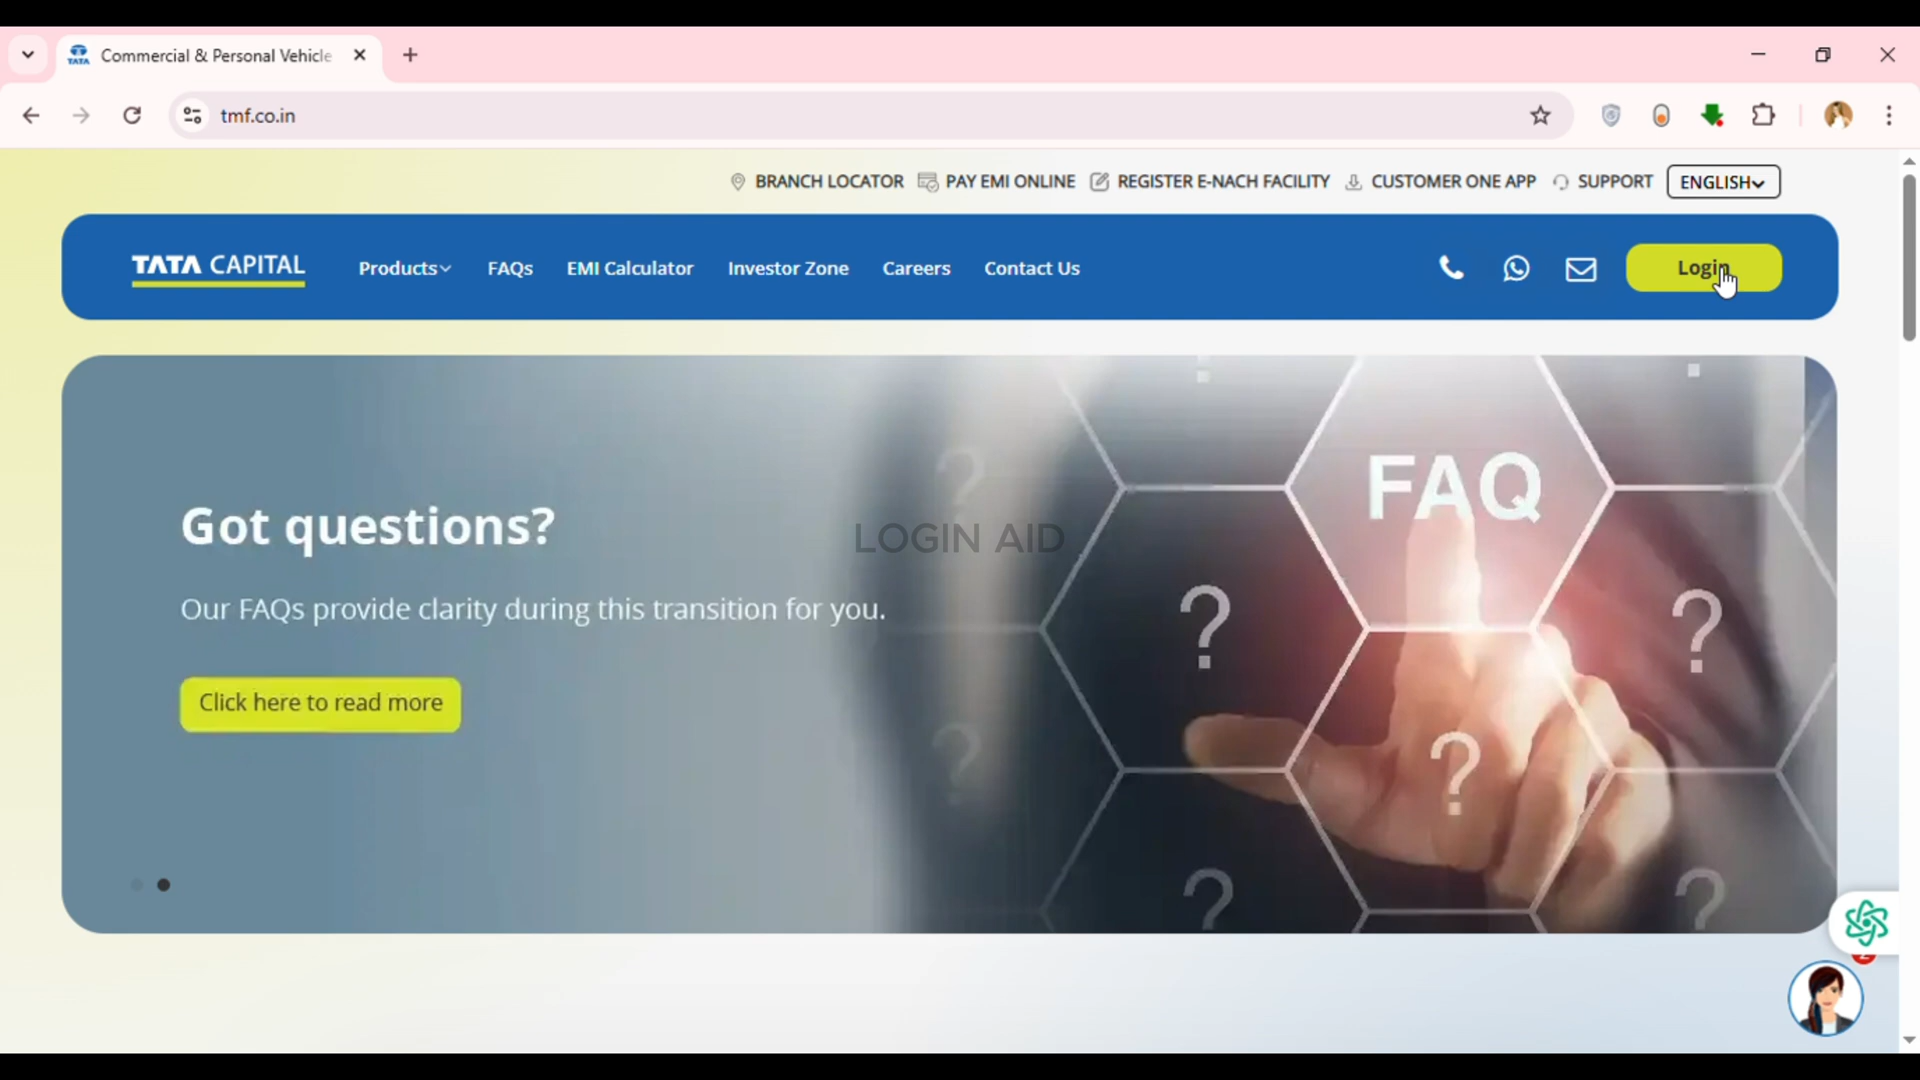 TATA
Commercial & Personal Vehicle
tmf.co.in
BRANCH LOCATOR PAY EMI ONLINE REGISTER E-NACH FACILITY CUSTOMER ONE APP SUPPORT ENGLISH
TATA CAPITAL Products FAQs EMI Calculator Investor Zone Careers Contact Us Login
FAQ
Got questions?
LOGIN AID
Our FAQs provide clarity during this transition for you.
Click here to read more